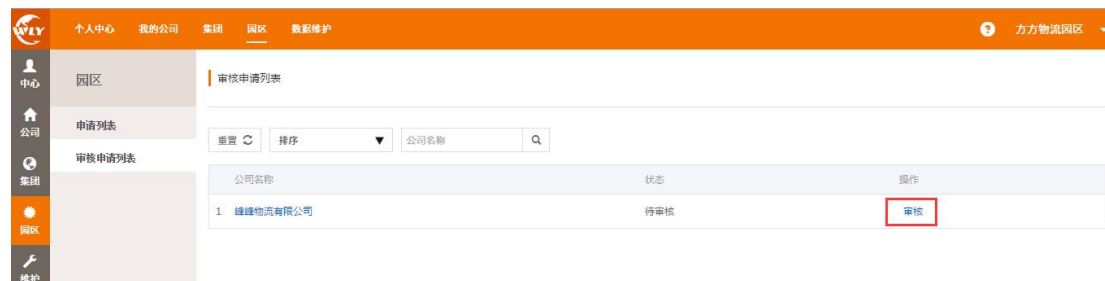 WLY 个人中心 我的公司 集团 园区 数据维护 ? 方方物流园区
中心
公司
集团
园区
维护
园区
申请列表
审核申请列表
审核申请列表
重置 排序 ▼ 公司名称
公司名称 状态 操作
1 峰峰物流有限公司 待审核 审核